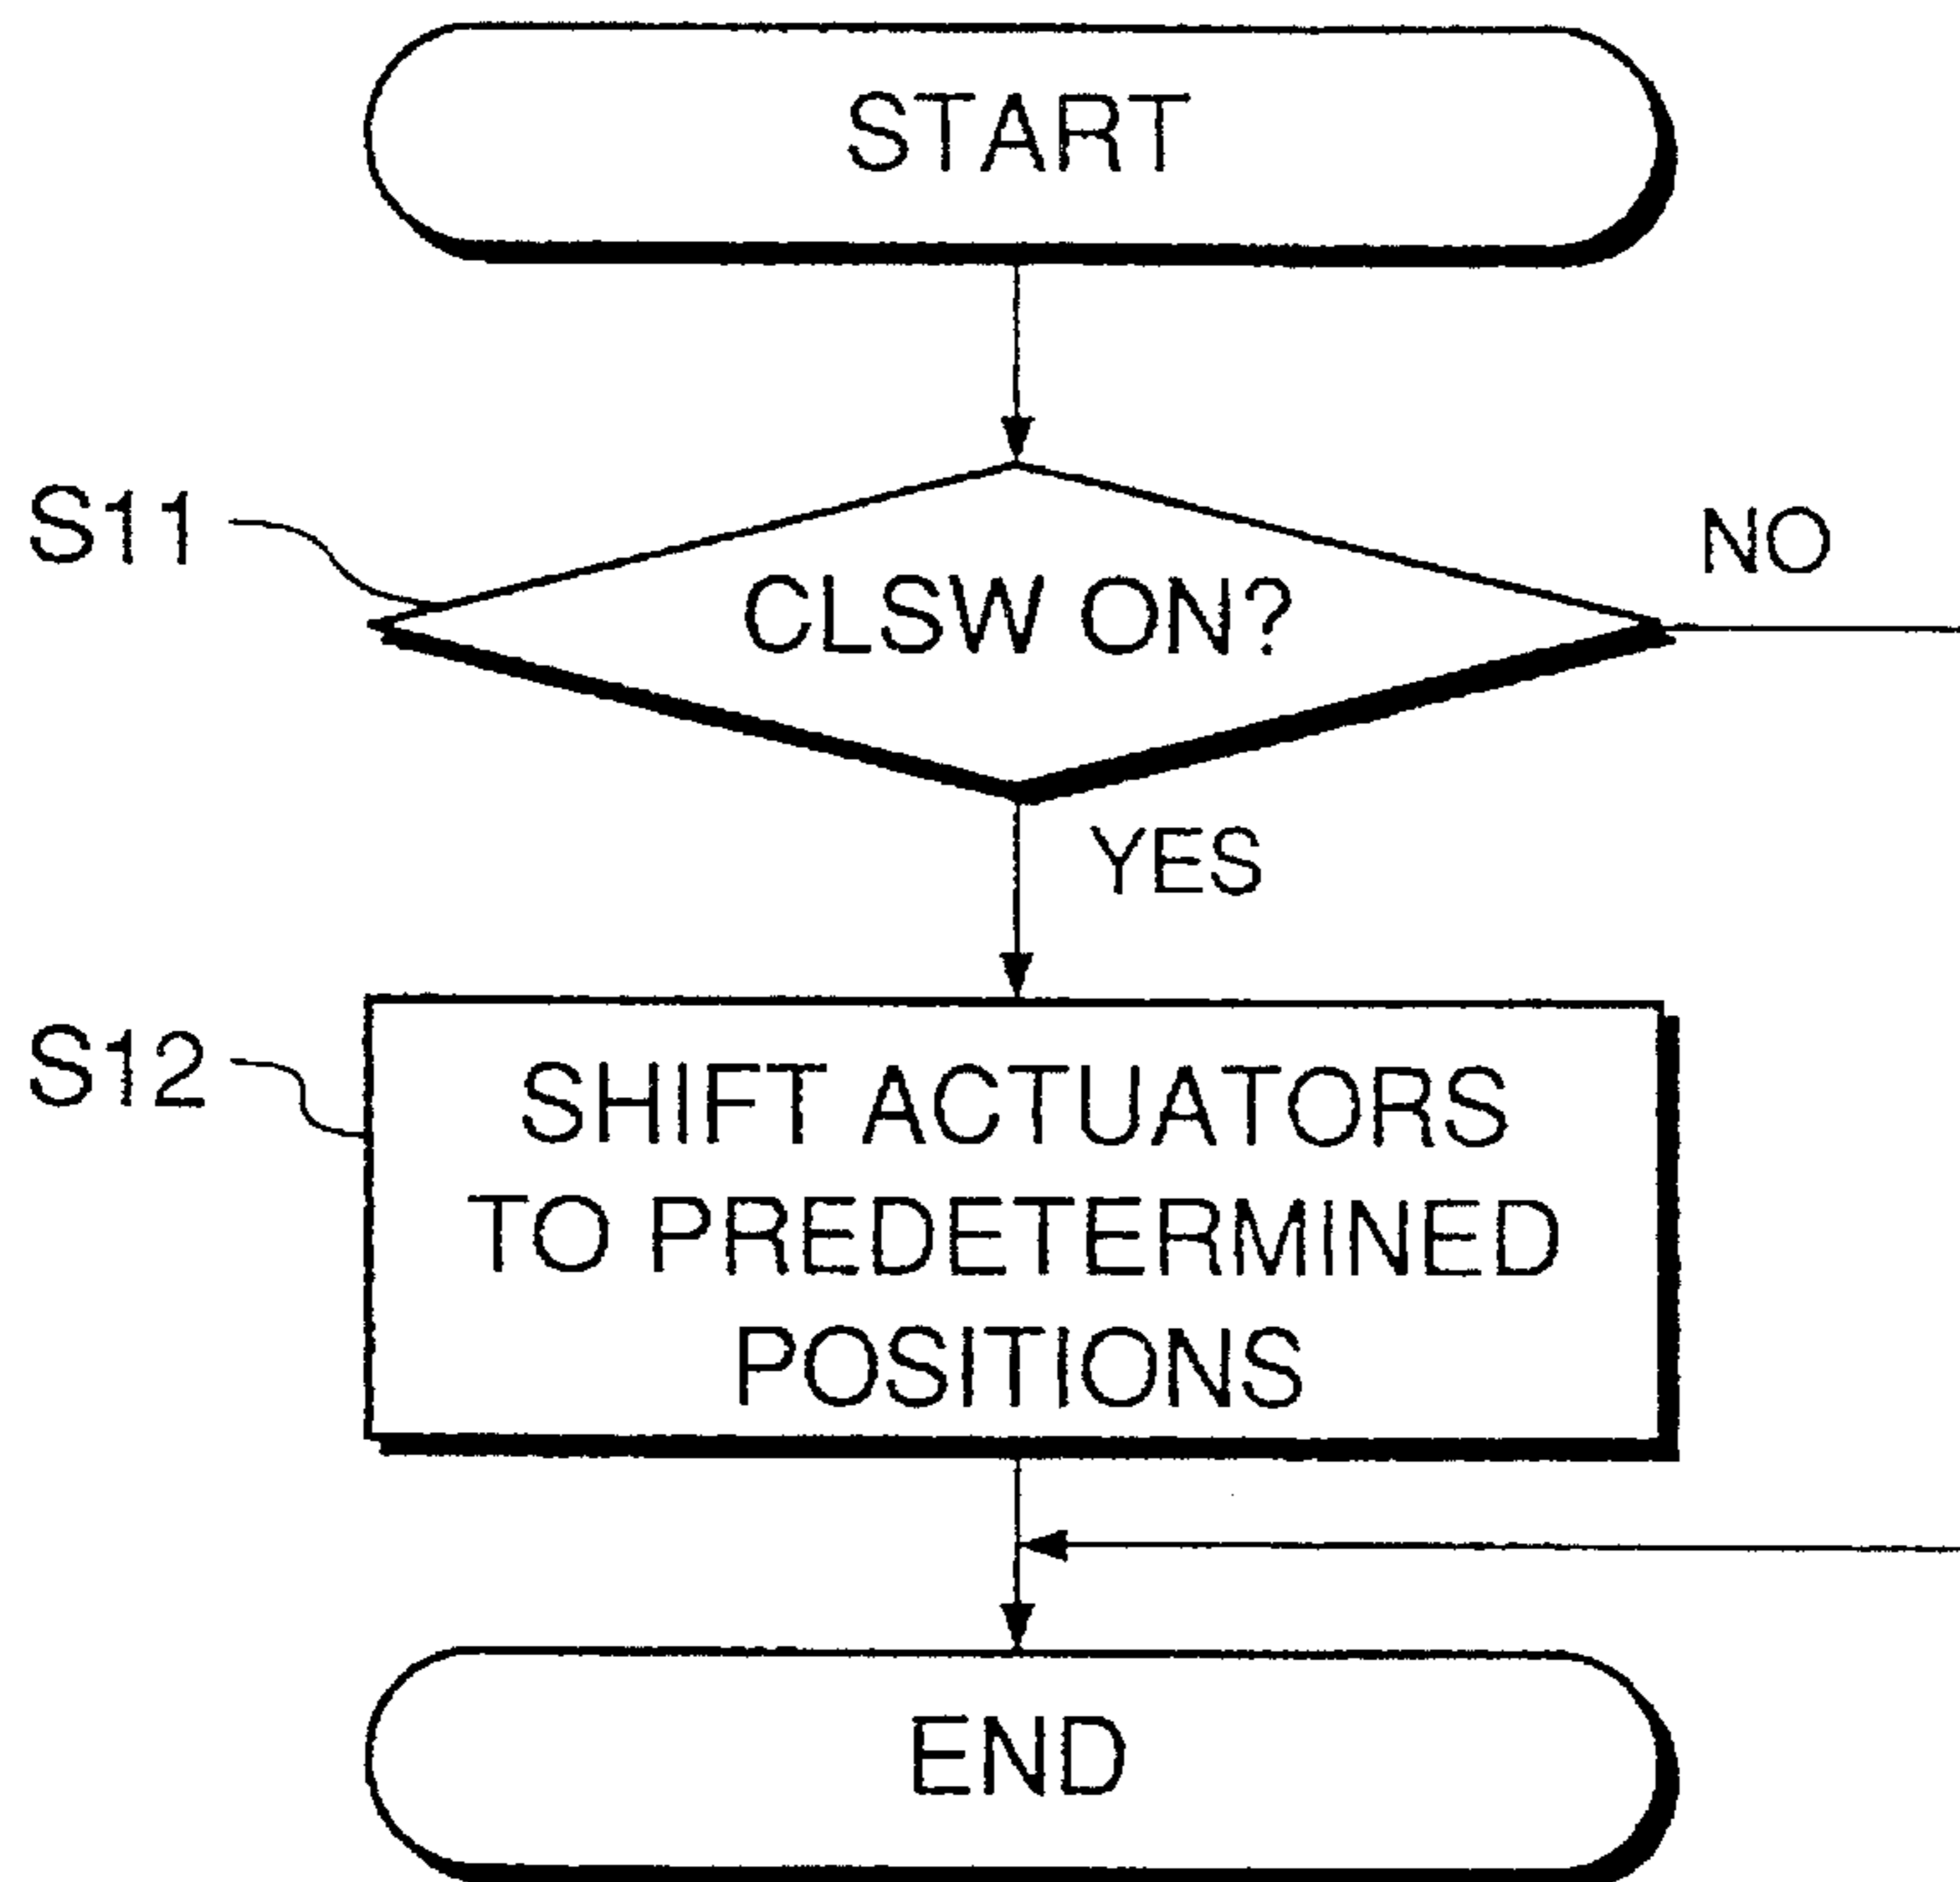 START
S11
CLSW ON?
NO
YES
S12
SHIFT ACTUATORS
TO PREDETERMINED
POSITIONS
END